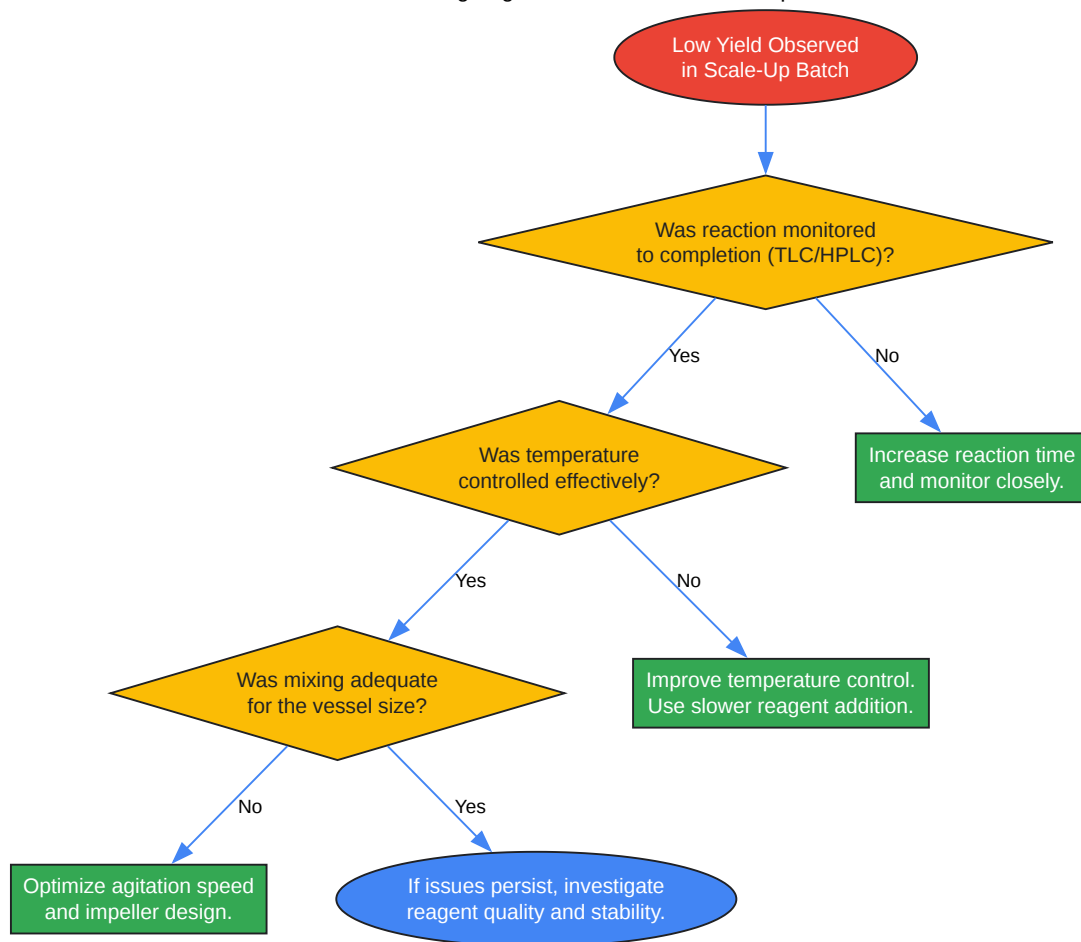 Low Yield Observed
in Scale-Up Batch
Was reaction monitored
to completion (TLC/HPLC)?
Yes
No
Was temperature
controlled effectively?
Increase reaction time
and monitor closely.
Yes
No
Was mixing adequate
for the vessel size?
Improve temperature control.
Use slower reagent addition.
No
Yes
Optimize agitation speed
and impeller design.
If issues persist, investigate
reagent quality and stability.